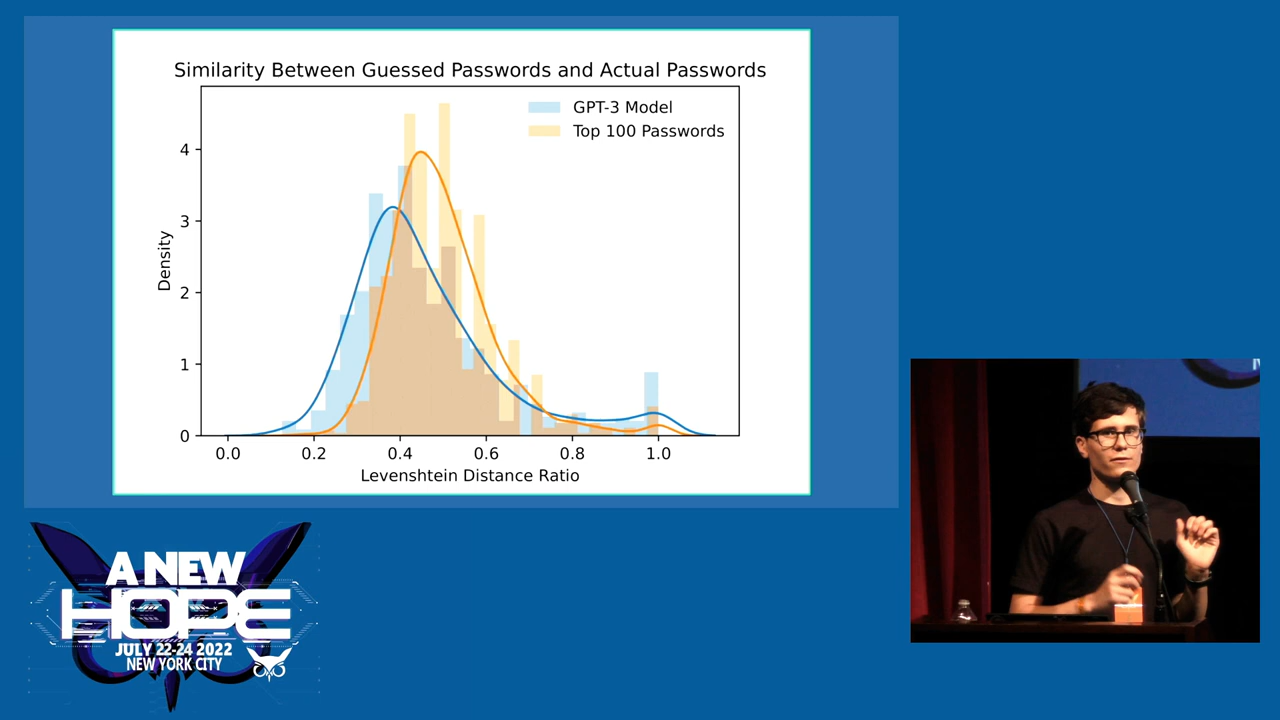 Similarity Between Guessed Passwords and Actual Passwords
GPT-3 Model
Top 100 Passwords
4
3
2
1
0
Density
0.0 0.2 0.4 0.6 0.8 1.0
Levenshtein Distance Ratio
A NEW
HOPE
JULY 22-24 2022
NEW YORK CITY